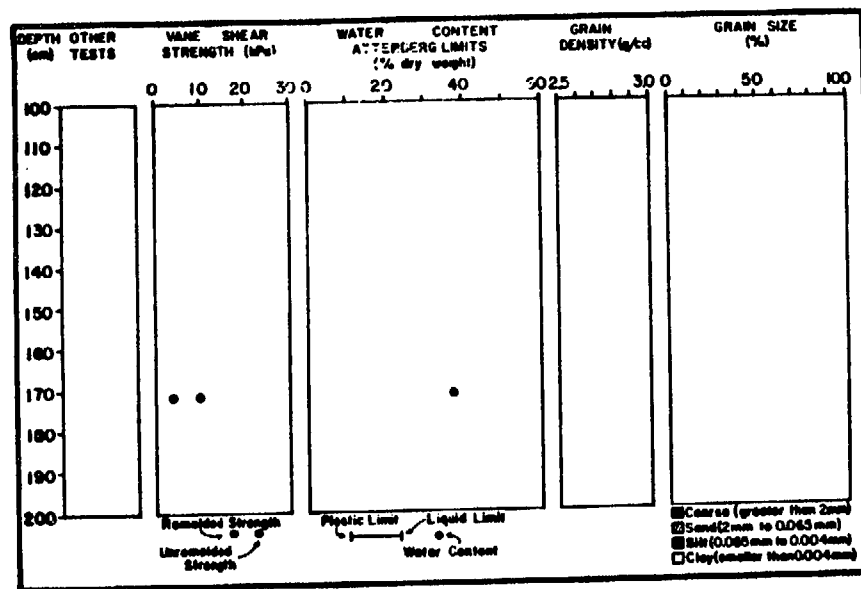 DEPTH OTHER VANE SHEAR WATER CONTENT GRAIN GRAIN SIZE
(cm) TESTS STRENGTH (kPa) ATTERBERG LIMITS DENSITY(g/cc) (%)
(% dry weight)
0 10 30 0 20 40 60 2.5 3.0 0 50 100
100
110
120
130
140
150
160
170
180
190
200
Remolded Strength
Unremolded Strength
Plastic Limit
Liquid Limit
Water Content
Coarse (greater than 2mm)
Sand(2mm to 0.065mm)
Silt(0.065mm to 0.004mm)
Clay(smaller than 0.004mm)